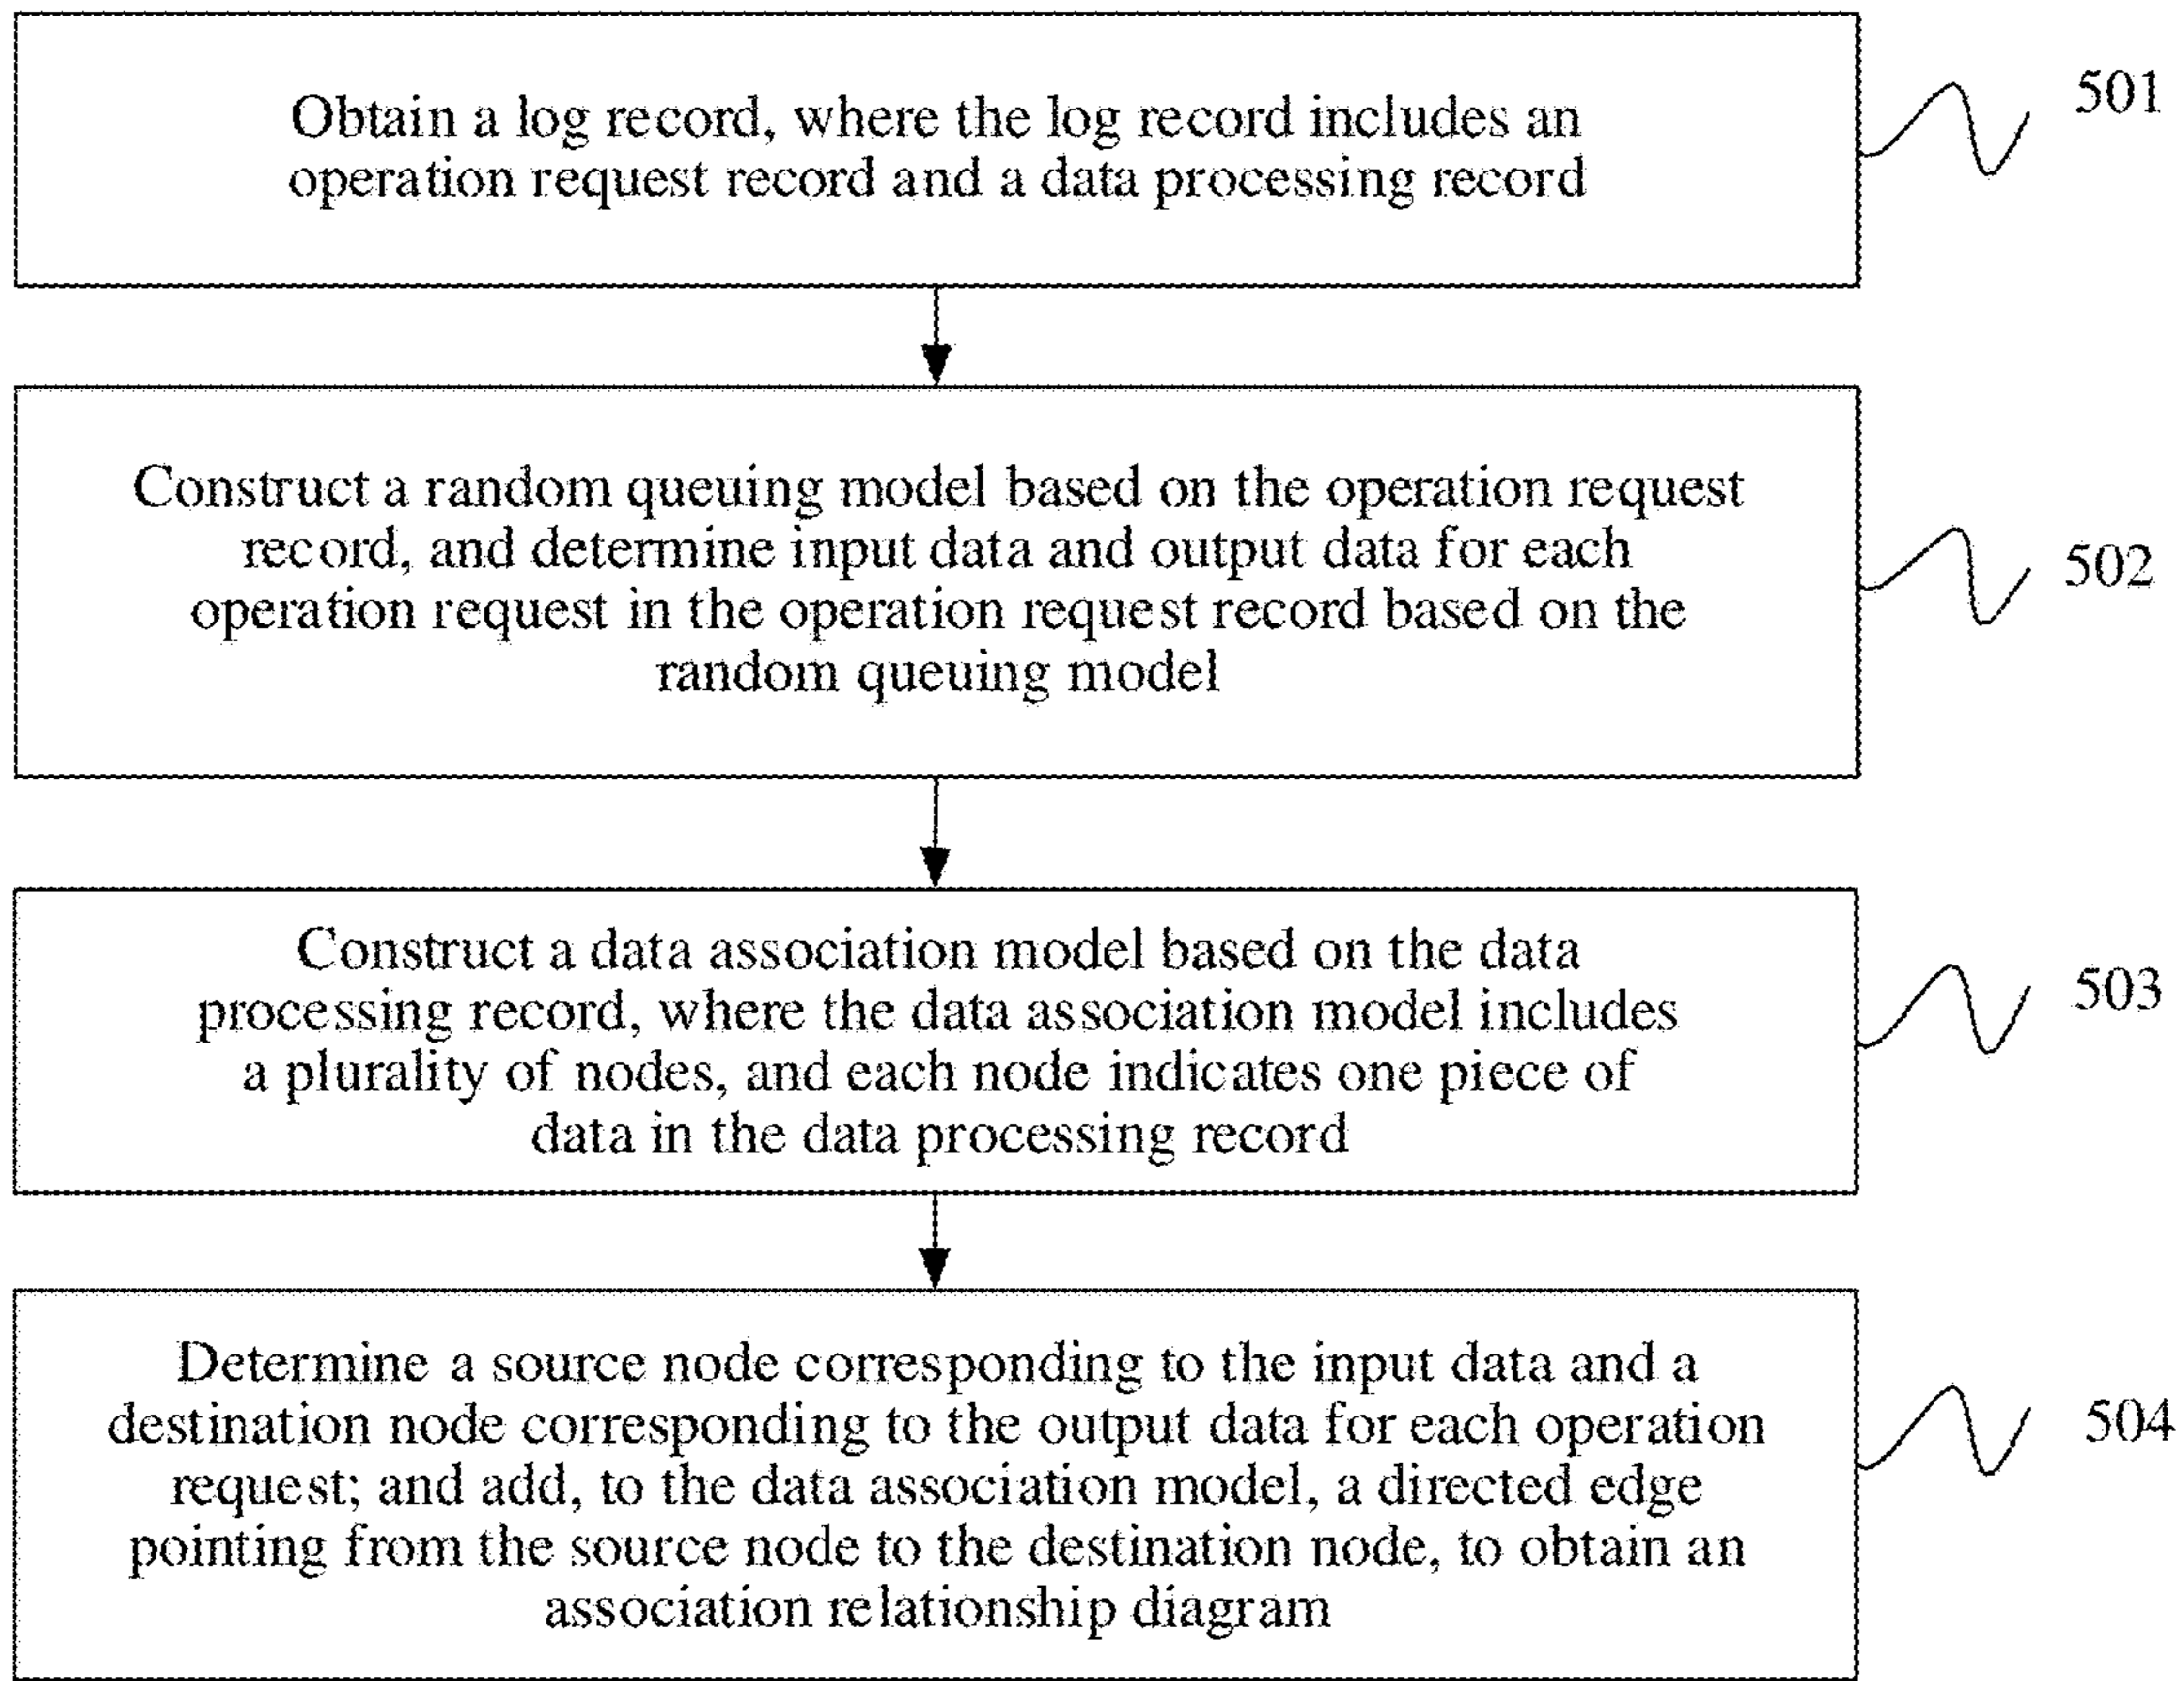 Obtain a log record, where the log record includes an
operation request record and a data processing record
501
Construct a random queuing model based on the operation request
record, and determine input data and output data for each
operation request in the operation request record based on the
random queuing model
502
Construct a data association model based on the data
processing record, where the data association model includes
a plurality of nodes, and each node indicates one piece of
data in the data processing record
503
Determine a source node corresponding to the input data and a
destination node corresponding to the output data for each operation
request; and add, to the data association model, a directed edge
pointing from the source node to the destination node, to obtain an
association relationship diagram
504